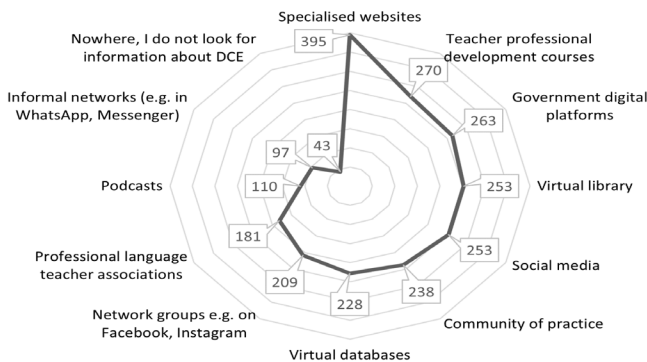 Specialised websites
395
Teacher professional
development courses
270
Government digital
platforms
263
Virtual library
253
Social media
253
Community of practice
238
Virtual databases
228
Network groups e.g. on
Facebook, Instagram
209
Professional language
teacher associations
181
Podcasts
110
Informal networks (e.g. in
WhatsApp, Messenger)
97
Nowhere, I do not look for
information about DCE
43